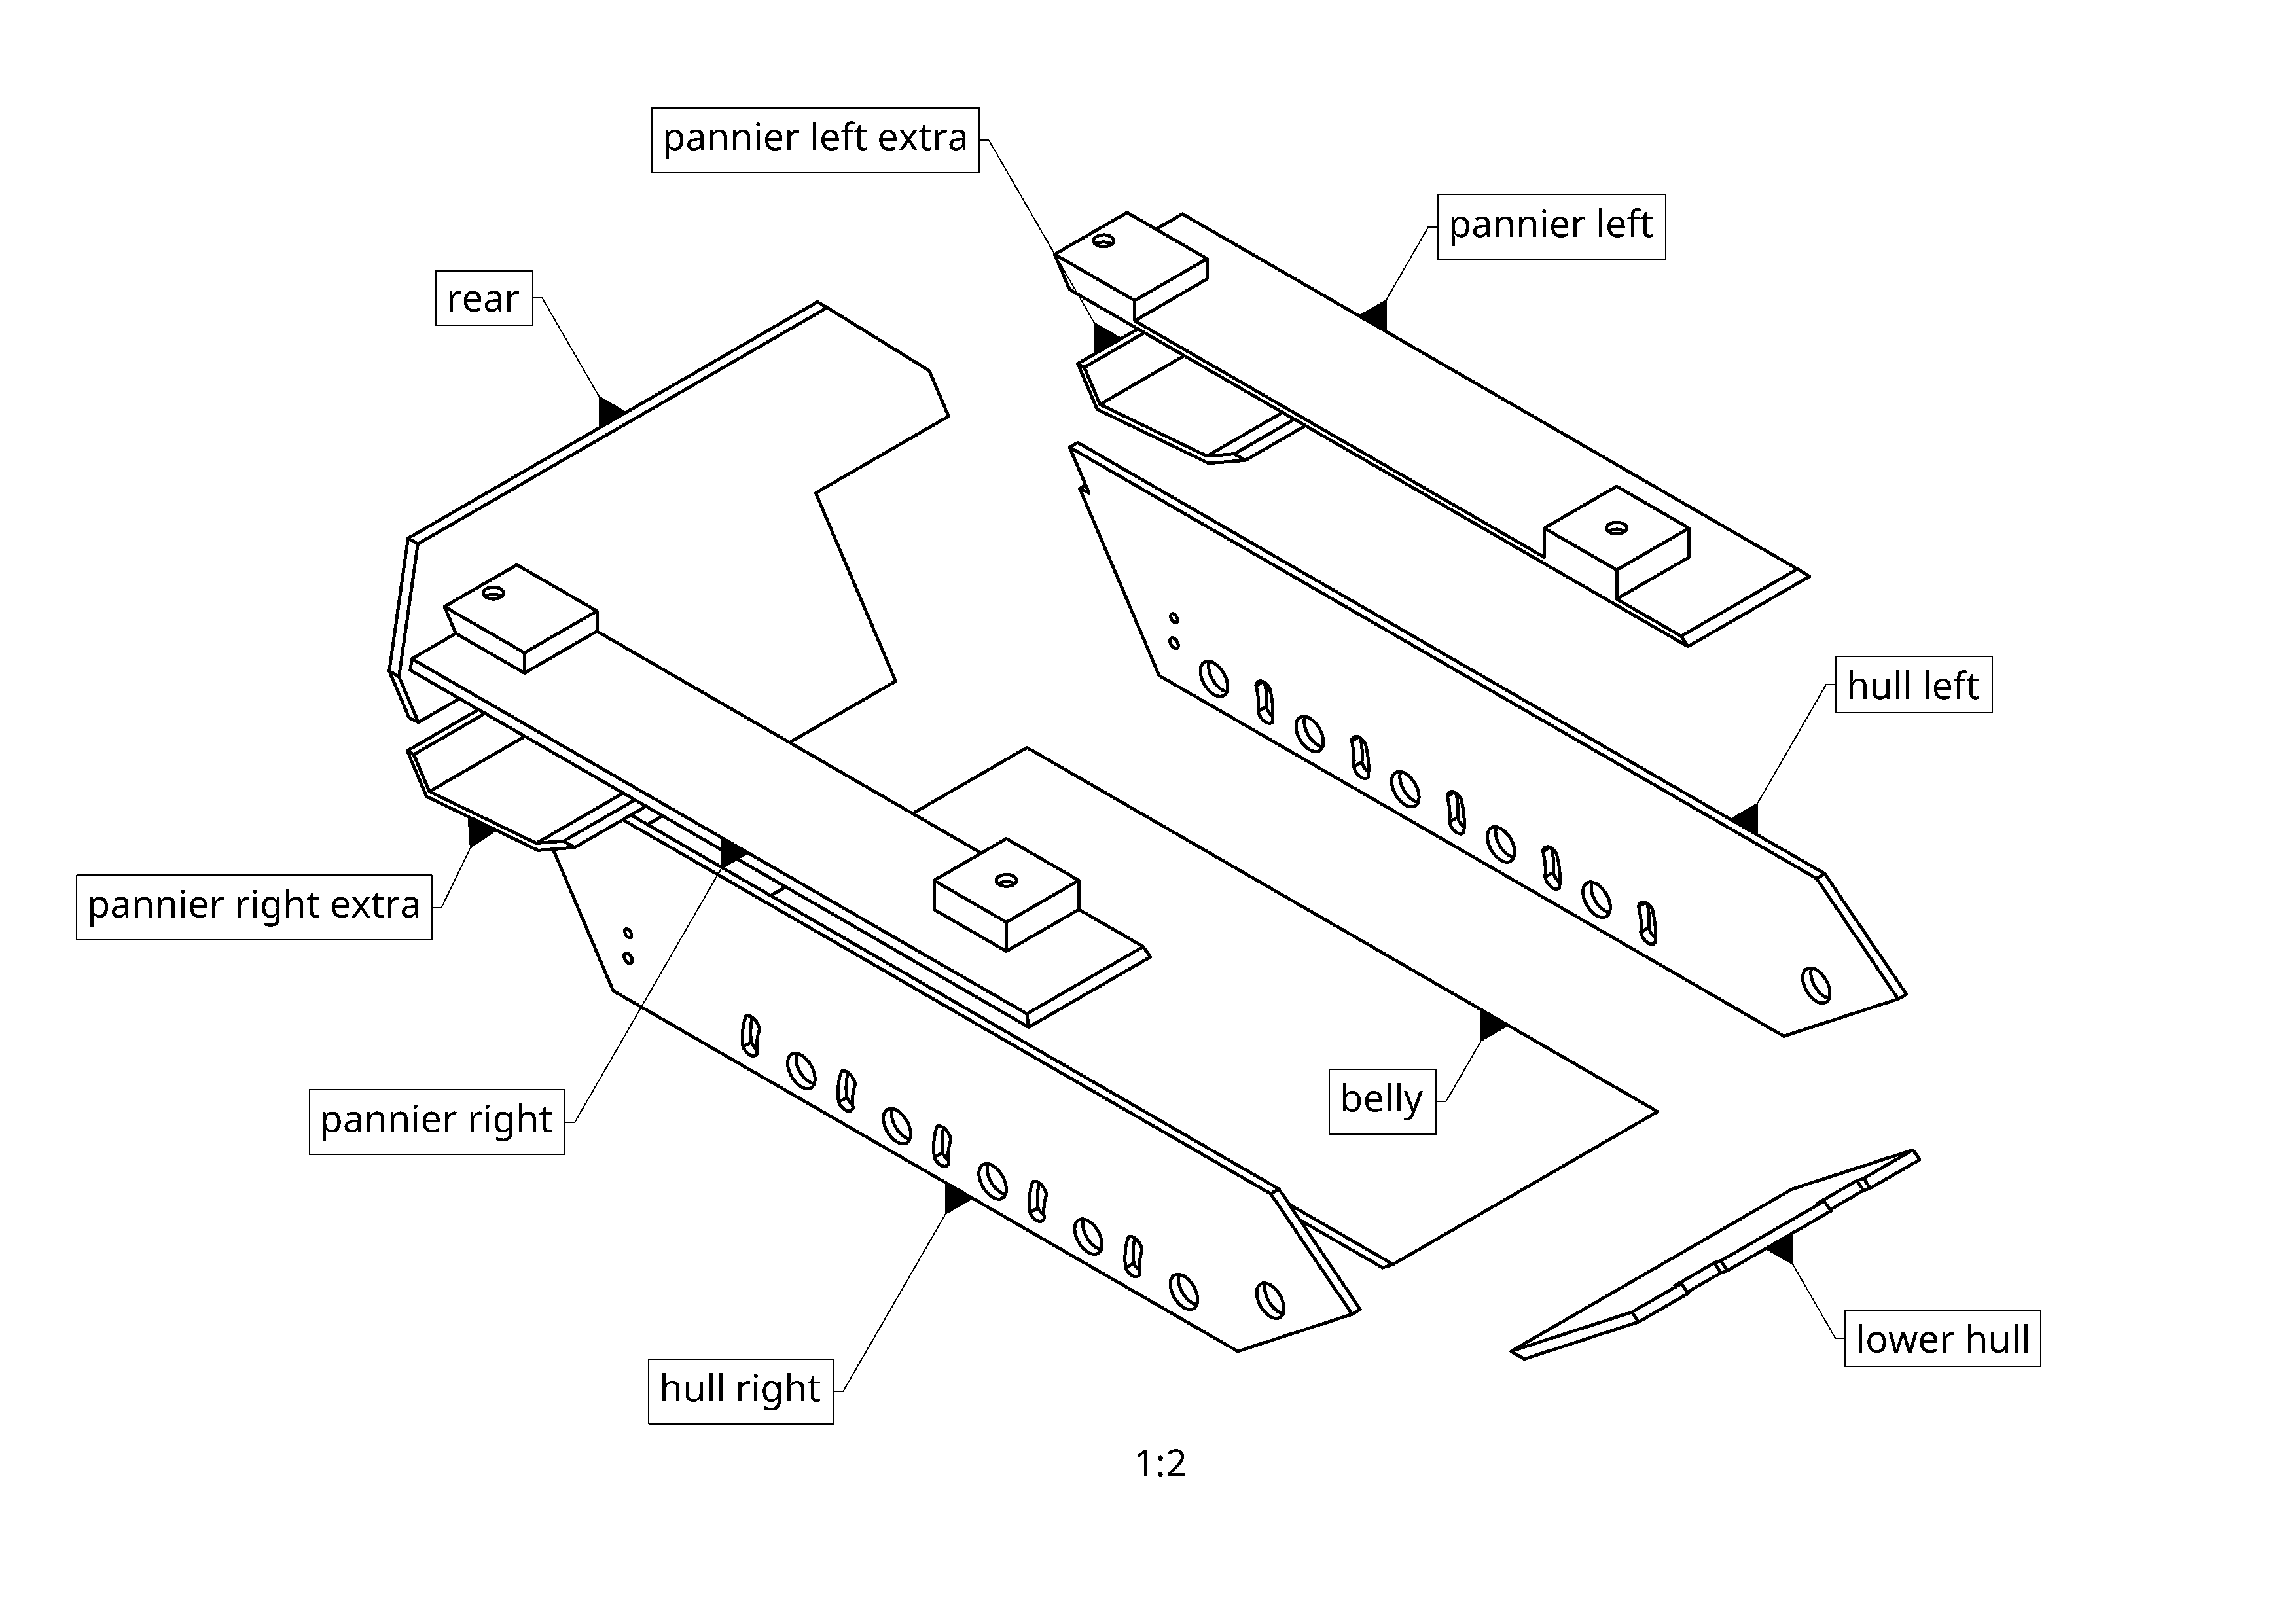 pannier left extra
pannier left
rear
hull left
pannier right extra
belly
pannier right
lower hull
hull right
1:2